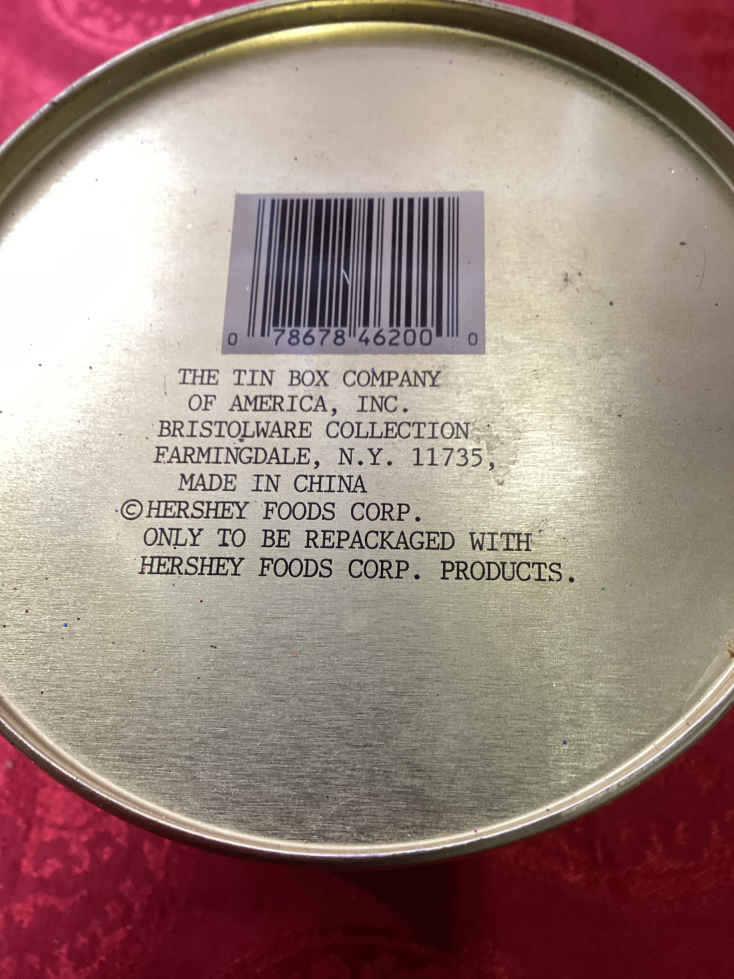 0 78678 46200 0
THE TIN BOX COMPANY
OF AMERICA, INC.
BRISTOLWARE COLLECTION
FARMINGDALE, N.Y. 11735,
MADE IN CHINA
©HERSHEY FOODS CORP.
ONLY TO BE REPACKAGED WITH
HERSHEY FOODS CORP. PRODUCTS.